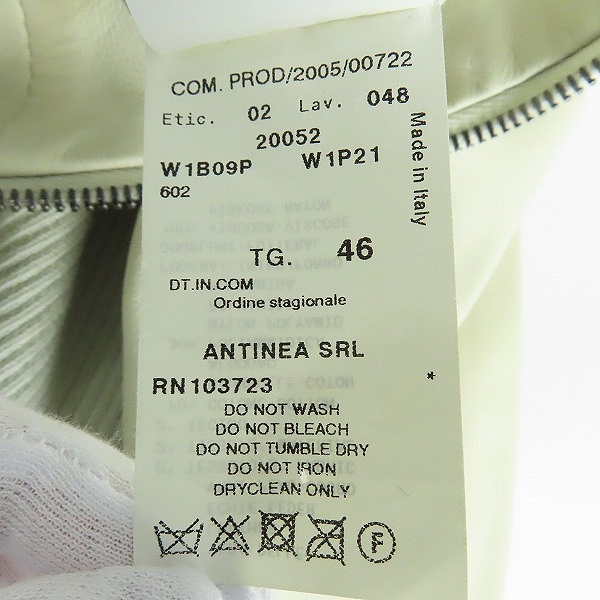 COM. PROD/2005/00722
Etic. 02 Lav. 048
20052
W1B09P W1P21
602
Made in Italy
TG. 46
DT.IN.COM
Ordine stagionale
ANTINEA SRL
RN103723 *
DO NOT WASH
DO NOT BLEACH
DO NOT TUMBLE DRY
DO NOT IRON
DRYCLEAN ONLY
F